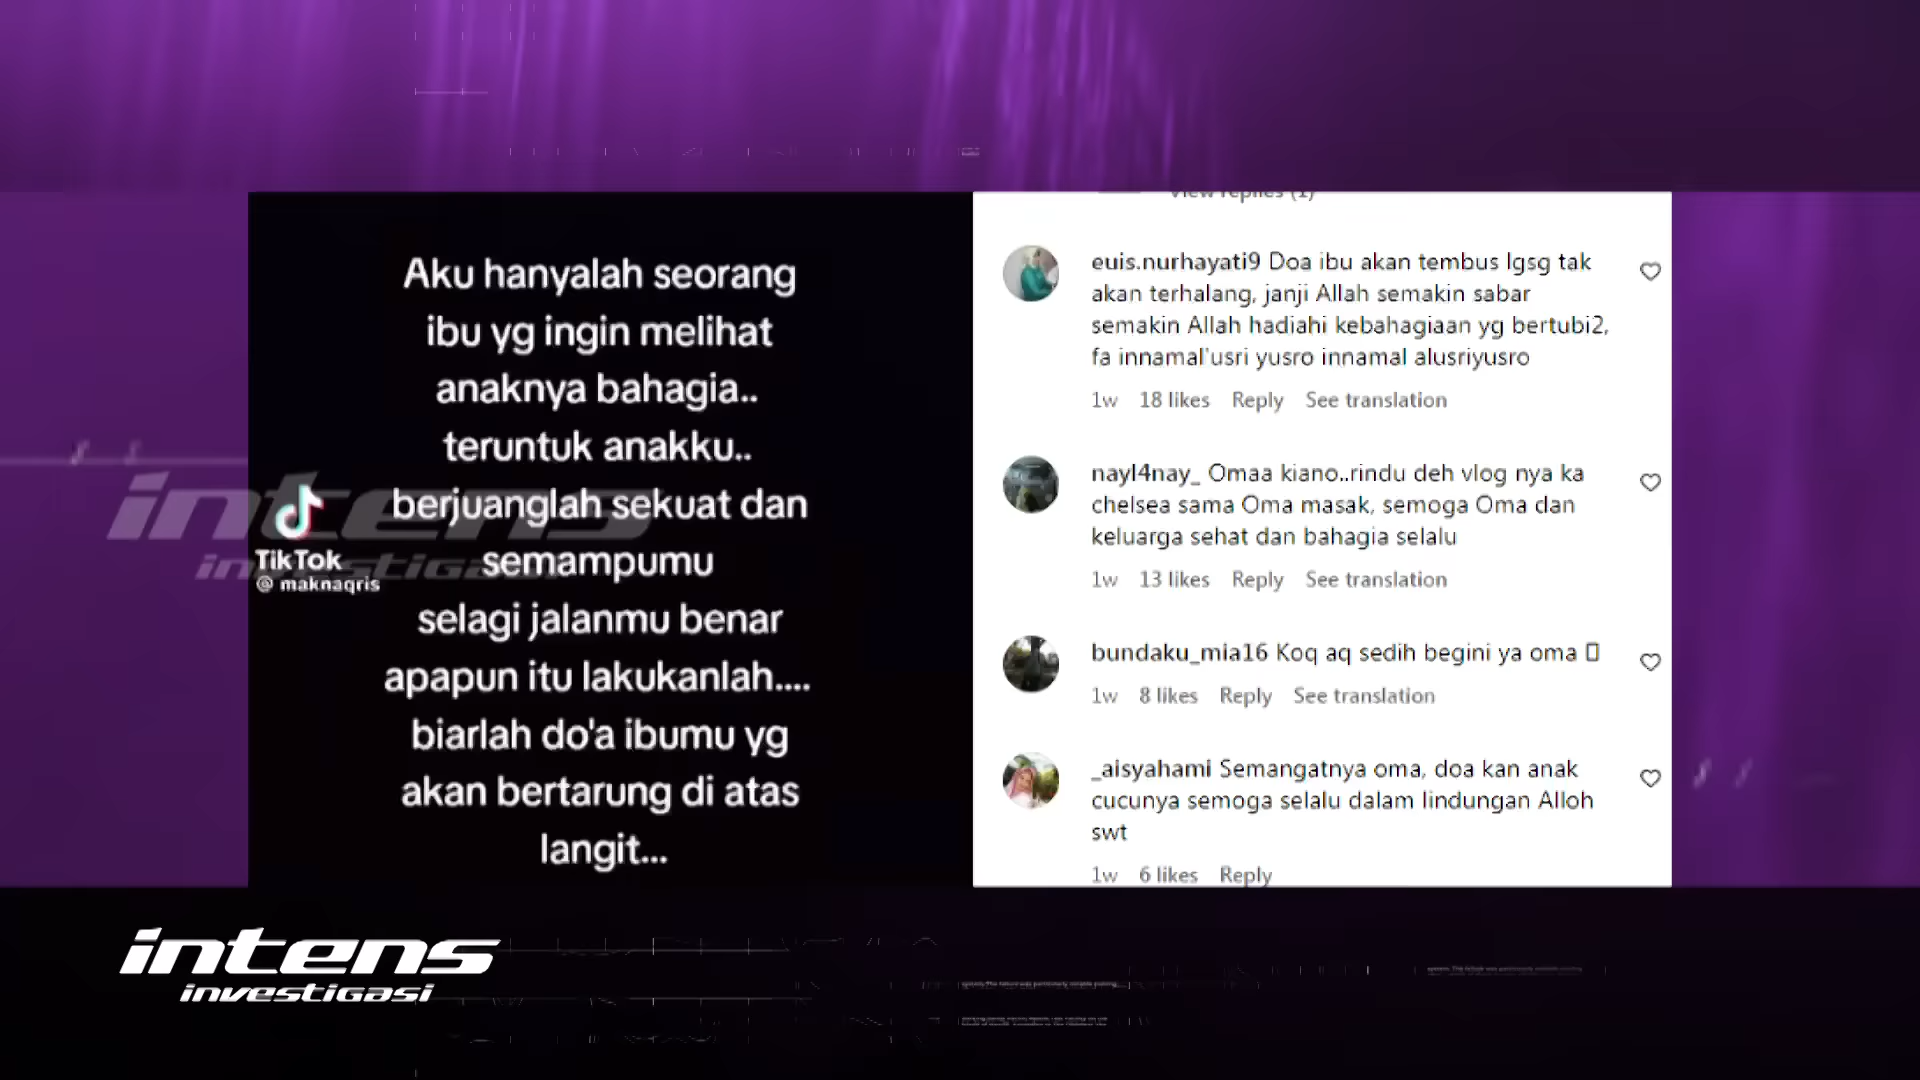 Aku hanyalah seorang
ibu yg ingin melihat
anaknya bahagia..
teruntuk anakku..
berjuanglah sekuat dan
semampumu
selagi jalanmu benar
apapun itu lakukanlah....
biarlah do'a ibumu yg
akan bertarung di atas
langit...
TikTok
@ maknaqris
intens
investigasi
View replies (1)
euis.nurhayati9 Doa ibu akan tembus lgsg tak
akan terhalang, janji Allah semakin sabar
semakin Allah hadiahi kebahagiaan yg bertubi2,
fa innamal'usri yusro innamal alusriyusro
1w 18 likes Reply See translation
nayl4nay_ Omaa kiano..rindu deh vlog nya ka
chelsea sama Oma masak, semoga Oma dan
keluarga sehat dan bahagia selalu
1w 13 likes Reply See translation
bundaku_mia16 Koq aq sedih begini ya oma
1w 8 likes Reply See translation
_aisyahami Semangatnya oma, doa kan anak
cucunya semoga selalu dalam lindungan Alloh
swt
1w 6 likes Reply
intens
investigasi